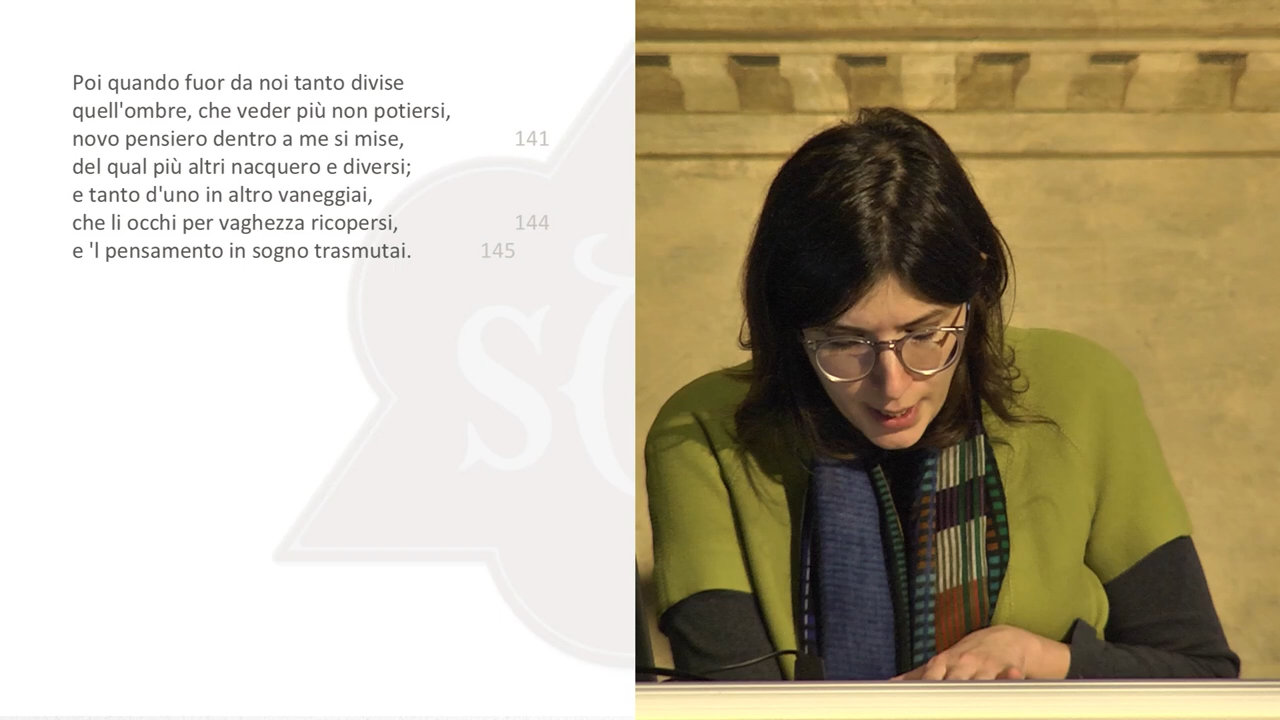 Poi quando fuor da noi tanto divise
quell'ombre, che veder più non potiersi,
novo pensiero dentro a me si mise, 141
del qual più altri nacquero e diversi;
e tanto d'uno in altro vaneggiai,
che li occhi per vaghezza ricopersi, 144
e 'l pensamento in sogno trasmutai. 145